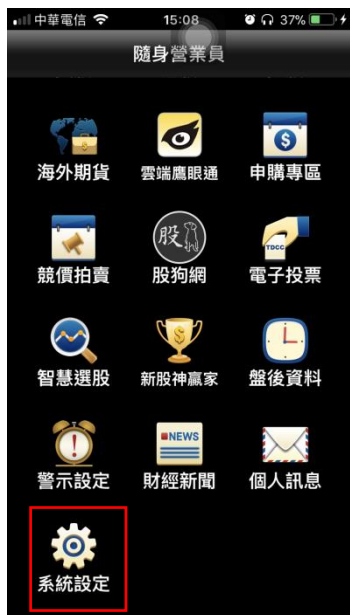 中華電信 15:08 37%
隨身營業員
海外期貨 雲端鷹眼通 申購專區
$
股
TDCC
競價拍賣 股狗網 電子投票
$
智慧選股 新股神贏家 盤後資料
NEWS
警示設定 財經新聞 個人訊息
系統設定